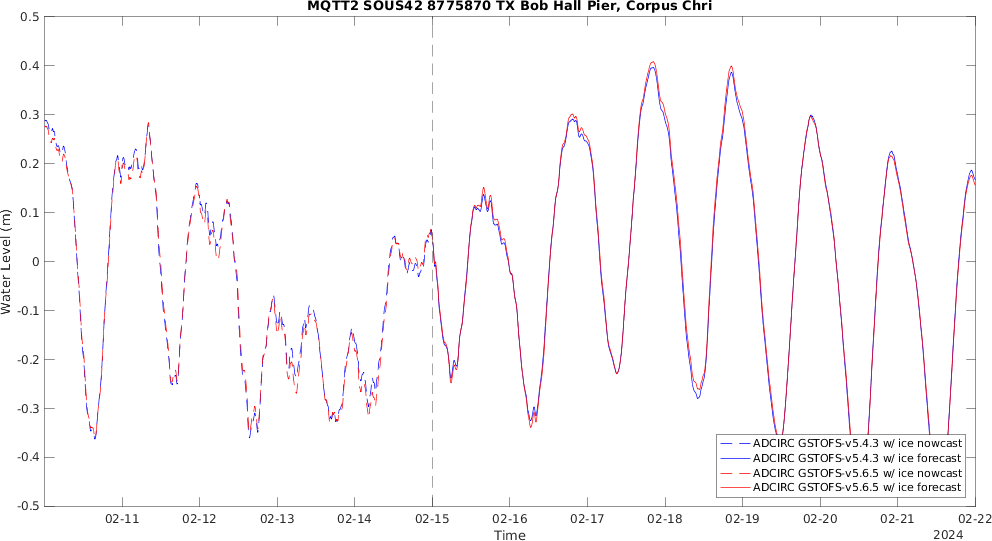 MQTT2 SOUS42 8775870 TX Bob Hall Pier, Corpus Chri
0.5
0.4
0.3
0.2
0.1
0
-0.1
-0.2
-0.3
-0.4
-0.5
Water Level (m)
ADCIRC GSTOFS-v5.4.3 w/ ice nowcast
ADCIRC GSTOFS-v5.4.3 w/ ice forecast
ADCIRC GSTOFS-v5.6.5 w/ ice nowcast
ADCIRC GSTOFS-v5.6.5 w/ ice forecast
02-11 02-12 02-13 02-14 02-15 02-16 02-17 02-18 02-19 02-20 02-21 02-22
Time
2024